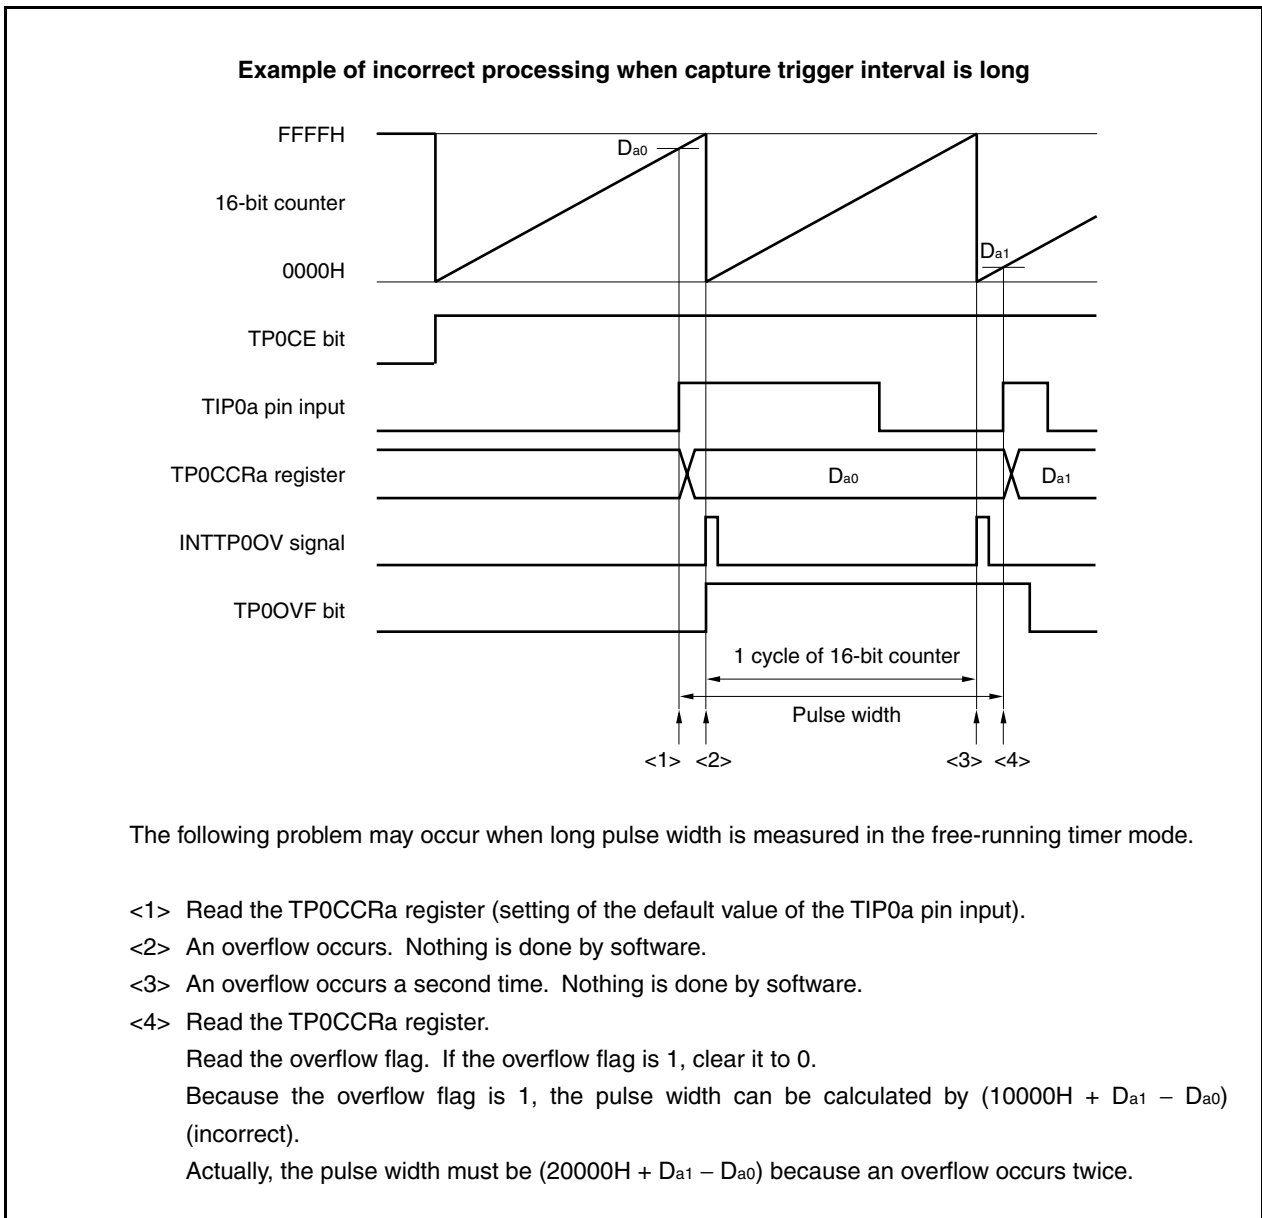 Example of incorrect processing when capture trigger interval is long
FFFFH
Da0
16-bit counter
Da1
0000H
TP0CE bit
TIP0a pin input
TP0CCRa register
Da0
Da1
INTTP0OV signal
TP0OVF bit
1 cycle of 16-bit counter
Pulse width
<1> <2> <3> <4>
The following problem may occur when long pulse width is measured in the free-running timer mode.
<1> Read the TP0CCRa register (setting of the default value of the TIP0a pin input).
<2> An overflow occurs. Nothing is done by software.
<3> An overflow occurs a second time. Nothing is done by software.
<4> Read the TP0CCRa register.
Read the overflow flag. If the overflow flag is 1, clear it to 0.
Because the overflow flag is 1, the pulse width can be calculated by (10000H + Da1 − Da0)
(incorrect).
Actually, the pulse width must be (20000H + Da1 − Da0) because an overflow occurs twice.